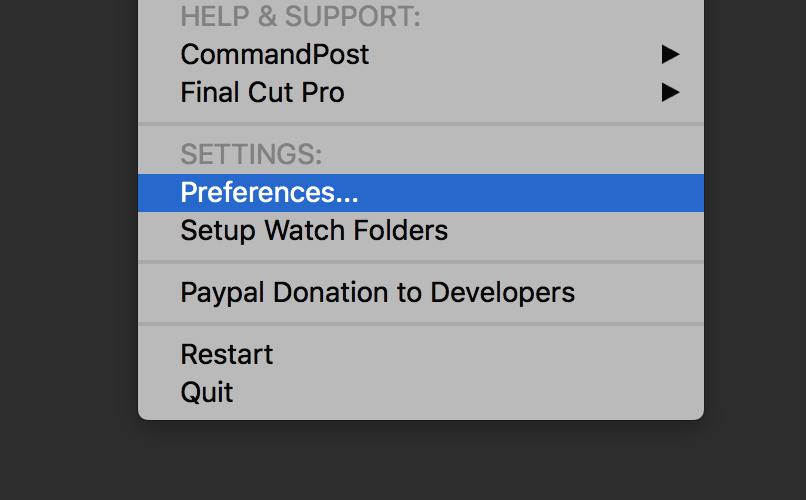 HELP & SUPPORT:
CommandPost
Final Cut Pro
SETTINGS:
Preferences...
Setup Watch Folders
Paypal Donation to Developers
Restart
Quit